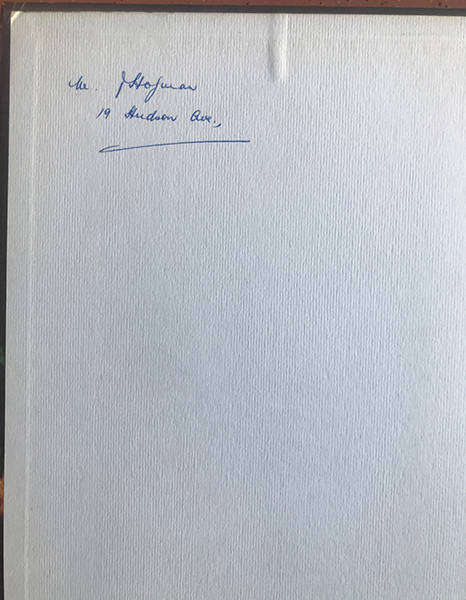 Mr. J Hofman
19 Hudson Ave.,